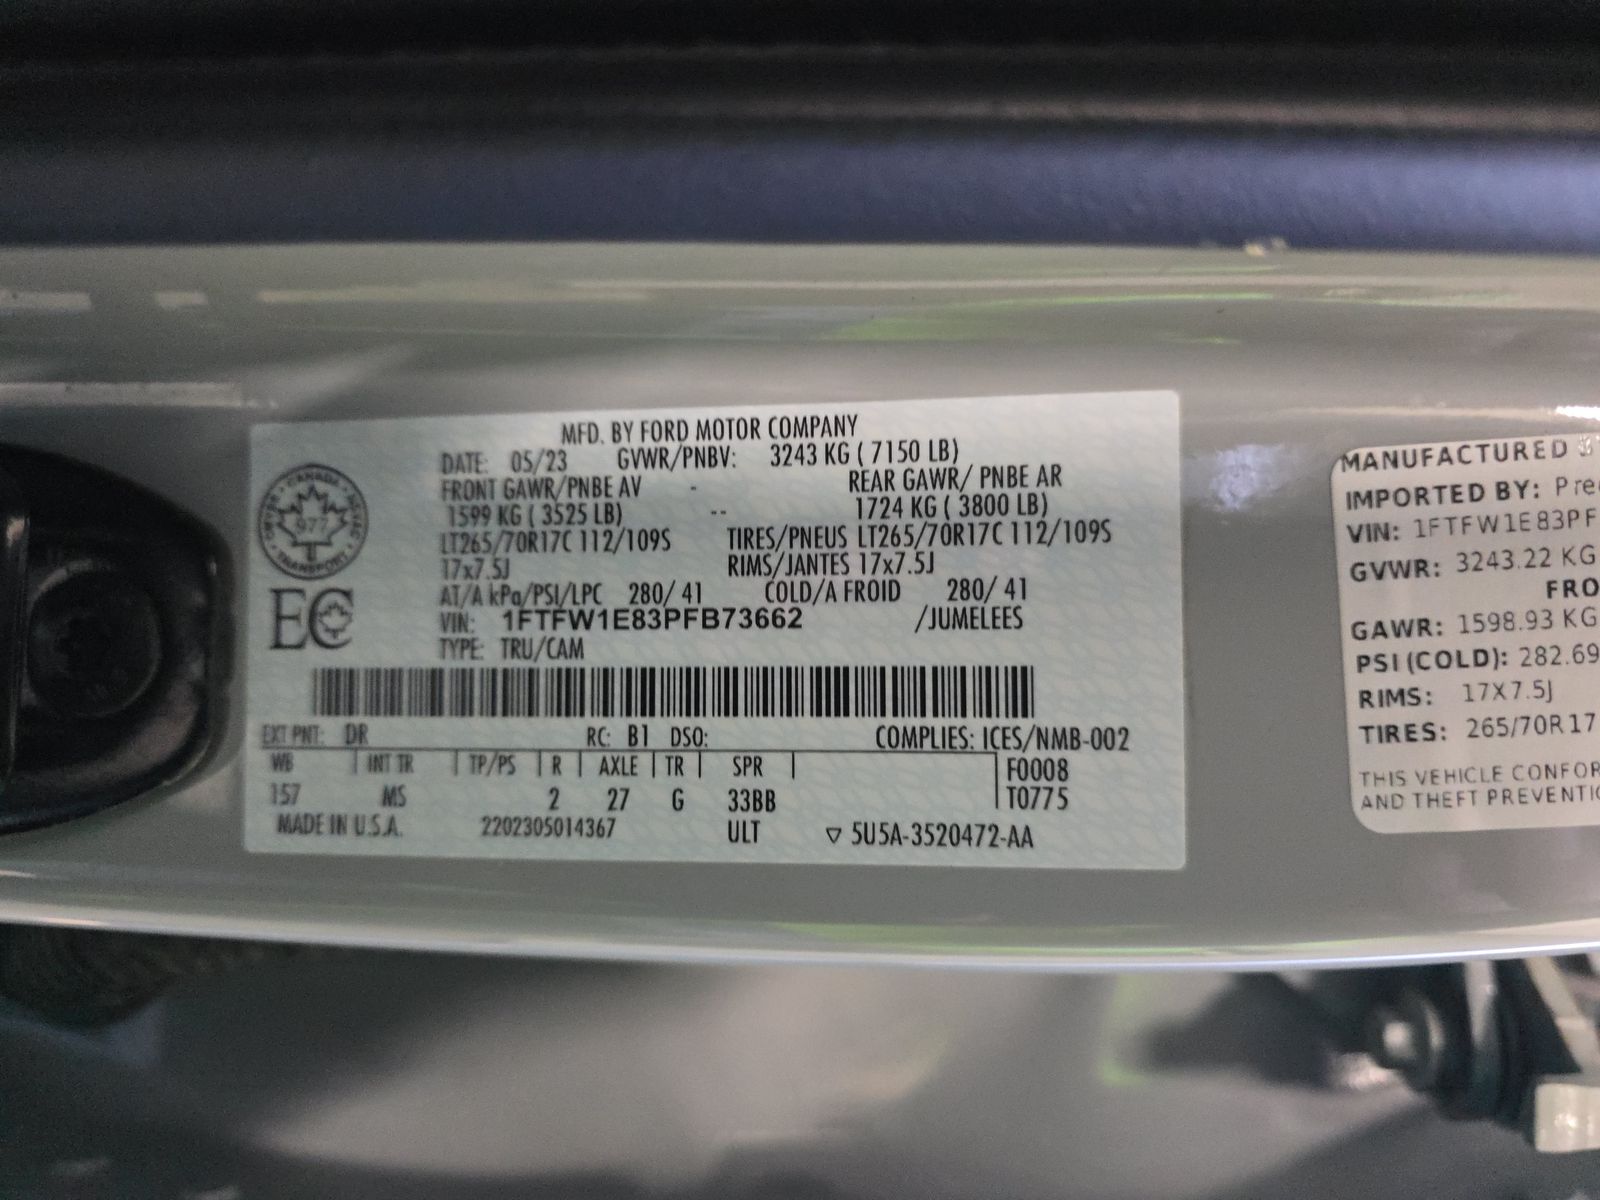 MFD. BY FORD MOTOR COMPANY
DATE: 05/23 GVWR/PNBV: 3243 KG ( 7150 LB)
FRONT GAWR/PNBE AV - REAR GAWR/ PNBE AR
1599 KG ( 3525 LB) -- 1724 KG ( 3800 LB)
LT265/70R17C 112/109S TIRES/PNEUS LT265/70R17C 112/109S
17x7.5J RIMS/JANTES 17x7.5J
AT/A kPa/PSI/LPC 280/ 41 COLD/A FROID 280/ 41
VIN: 1FTFW1E83PFB73662 /JUMELEES
TYPE: TRU/CAM
CANADA
977
TRANSPORT
EC
EXT PNT: DR RC: B1 DSO: COMPLIES: ICES/NMB-002
WB INT TR TP/PS R AXLE TR SPR F0008
157 MS 2 27 G 33BB T0775
MADE IN U.S.A. 2202305014367 ULT ▽ 5U5A-3520472-AA
MANUFACTURED
IMPORTED BY: Pre
VIN: 1FTFW1E83PF
GVWR: 3243.22 KG
FRO
GAWR: 1598.93 KG
PSI(COLD): 282.69
RIMS: 17X7.5J
TIRES: 265/70R17
THIS VEHICLE CONFOR
AND THEFT PREVENTI